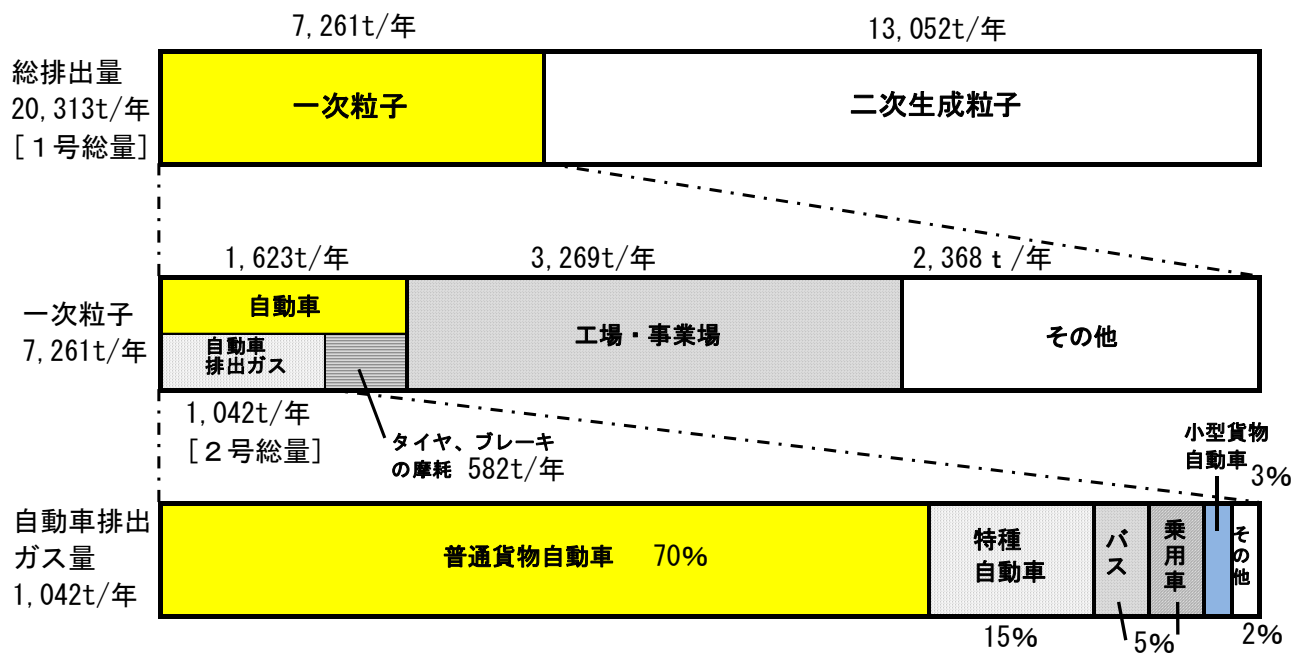 7,261t/年
13,052t/年
総排出量
20,313t/年
[１号総量]
一次粒子
二次生成粒子
1,623t/年
3,269t/年
2,368ｔ/年
一次粒子
7,261t/年
自動車
自動車
排出ガス
工場・事業場
その他
1,042t/年
[２号総量]
タイヤ、ブレーキ
の摩耗 582t/年
小型貨物
自動車
3%
自動車排出
ガス量
1,042t/年
普通貨物自動車 70%
特種
自動車
バス
乗用車
その他
15%
5%
2%